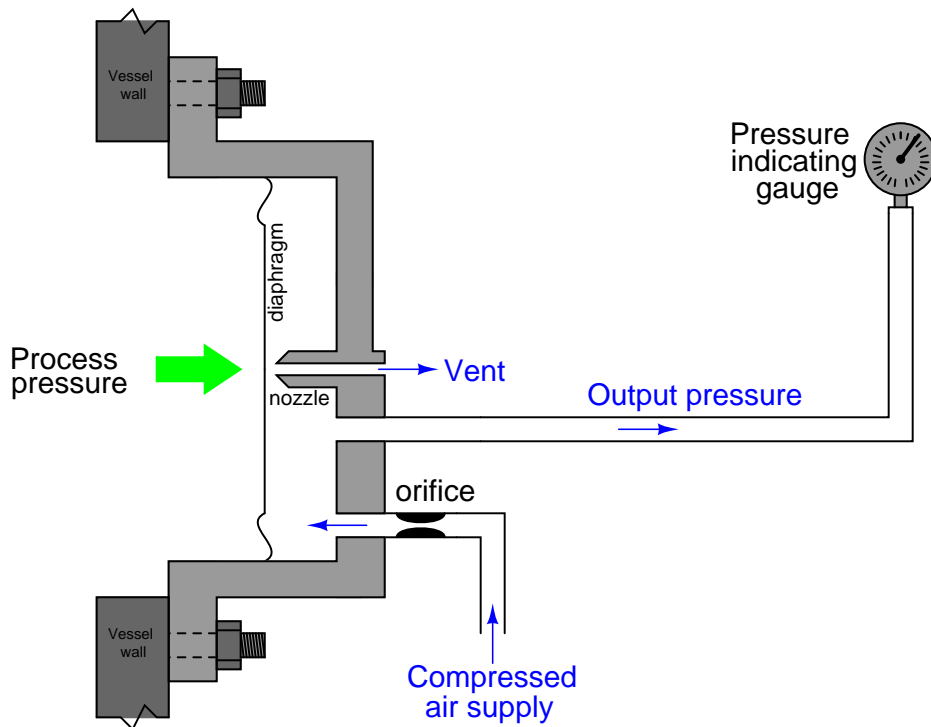 Vessel
wall
Pressure
indicating
gauge
diaphragm
Process
pressure
Vent
nozzle
Output pressure
orifice
Vessel
wall
Compressed
air supply